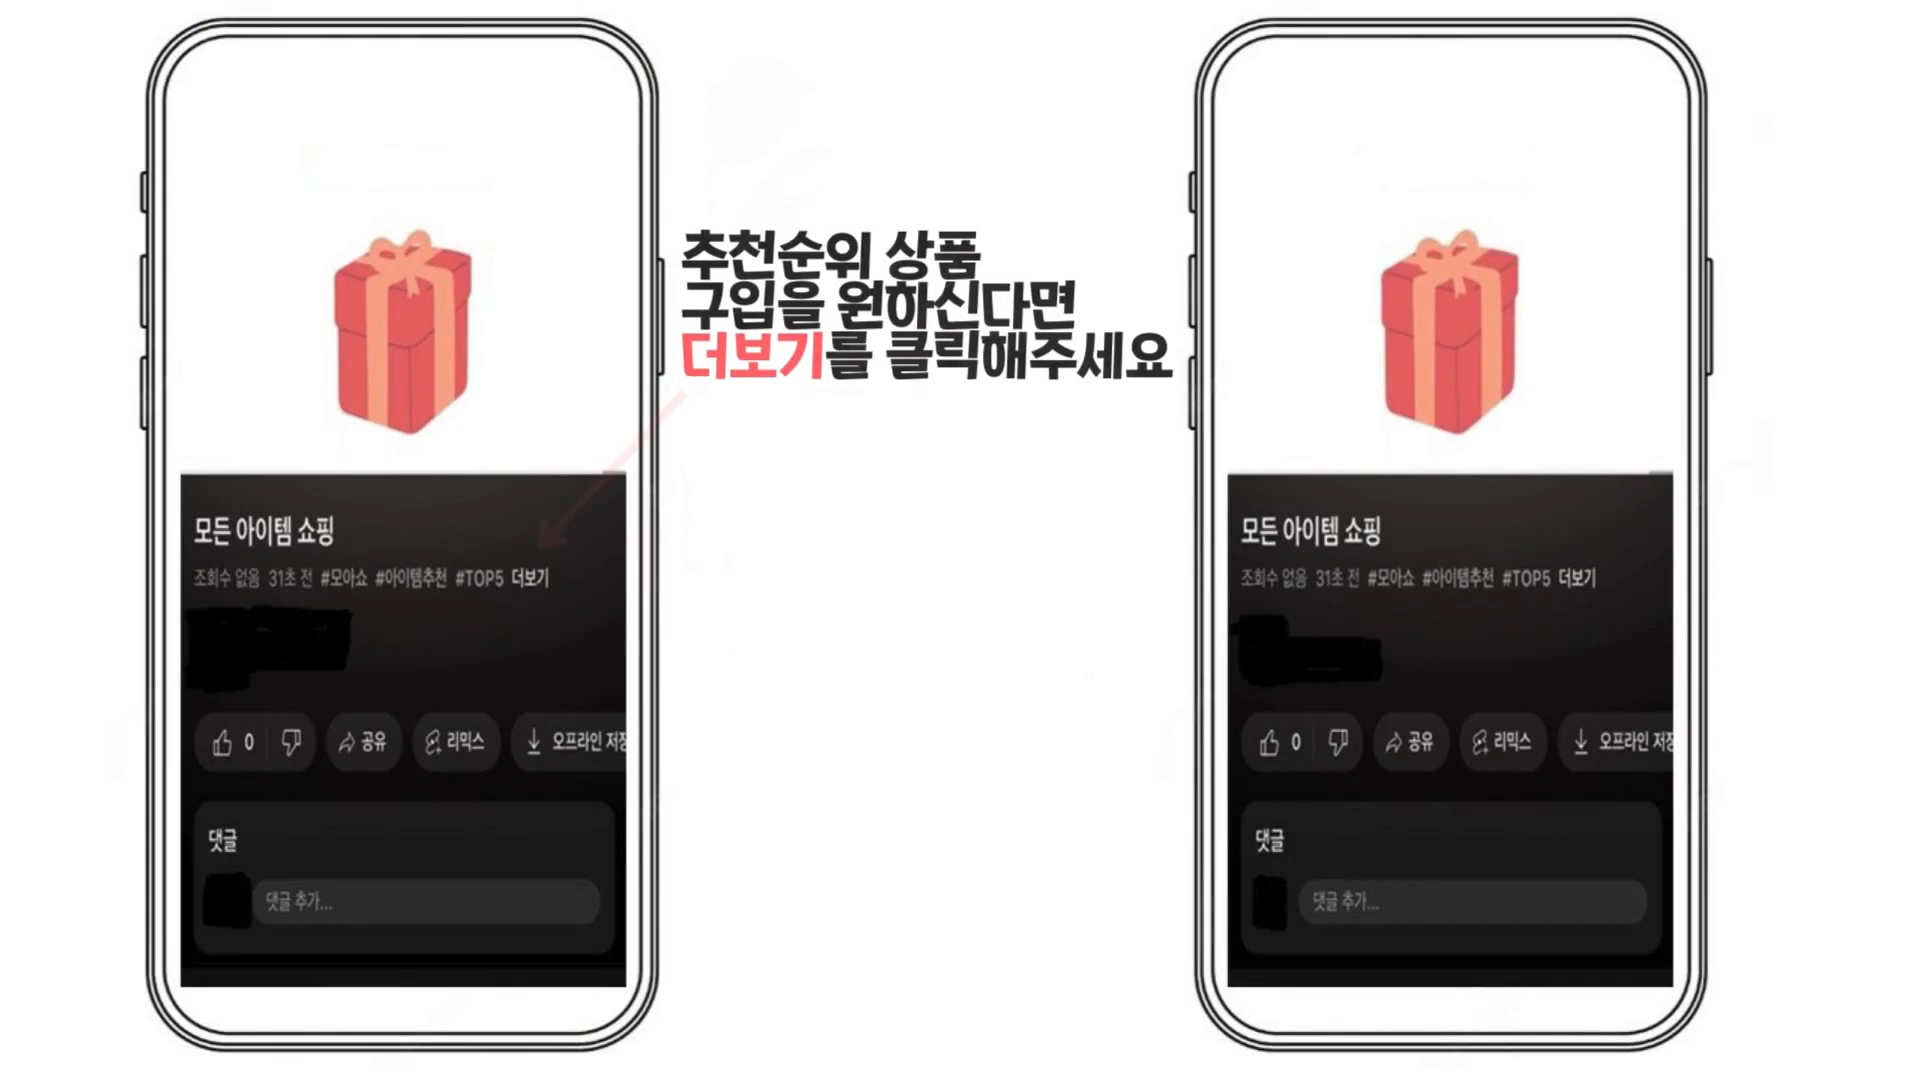 추천순위 상품
구입을 원하신다면
더보기를 클릭해주세요
모든 아이템 쇼핑
조회수 없음 31초 전 #모아쇼 #아이템추천 #TOP5 더보기
0 공유 리믹스 오프라인 저장
댓글
댓글 추가...
모든 아이템 쇼핑
조회수 없음 31초 전 #모아쇼 #아이템추천 #TOP5 더보기
0 공유 리믹스 오프라인 저장
댓글
댓글 추가...